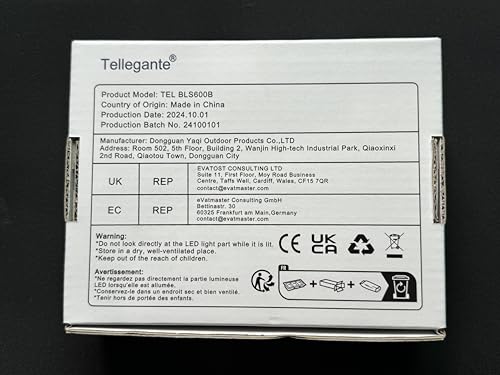 Tellegante®
Product Model: TEL BLS600B
Country of Origin: Made in China
Production Date: 2024.10.01
Production Batch No. 24100101
Manufacturer: Dongguan Yaqi Outdoor Products Co.,LTD
Address: Room 502, 5th Floor, Building 2, Wanjin High-tech Industrial Park, Qiaoxinxi
2nd Road, Qiaotou Town, Dongguan City
UK REP
EVATOST CONSULTING LTD
Suite 11, First Floor, Moy Road Business
Centre, Taffs Well, Cardiff, Wales, CF15 7QR
contact@evatmaster.com
EC REP
eVatmaster Consulting GmbH
Bettinastr. 30
60325 Frankfurt am Main,Germany
contact@evatmaster.com
Warning:
*Do not look directly at the LED light part while it is lit.
*Store in a dry, well-ventilated place.
*Keep out of the reach of children.
CE UK
CA
Avertissement:
*Ne regardez pas directement la partie lumineuse
LED lorsqu'elle est allumée.
*Conservez-le dans un endroit sec et bien ventilé.
*Tenir hors de portée des enfants.
FR
+ +